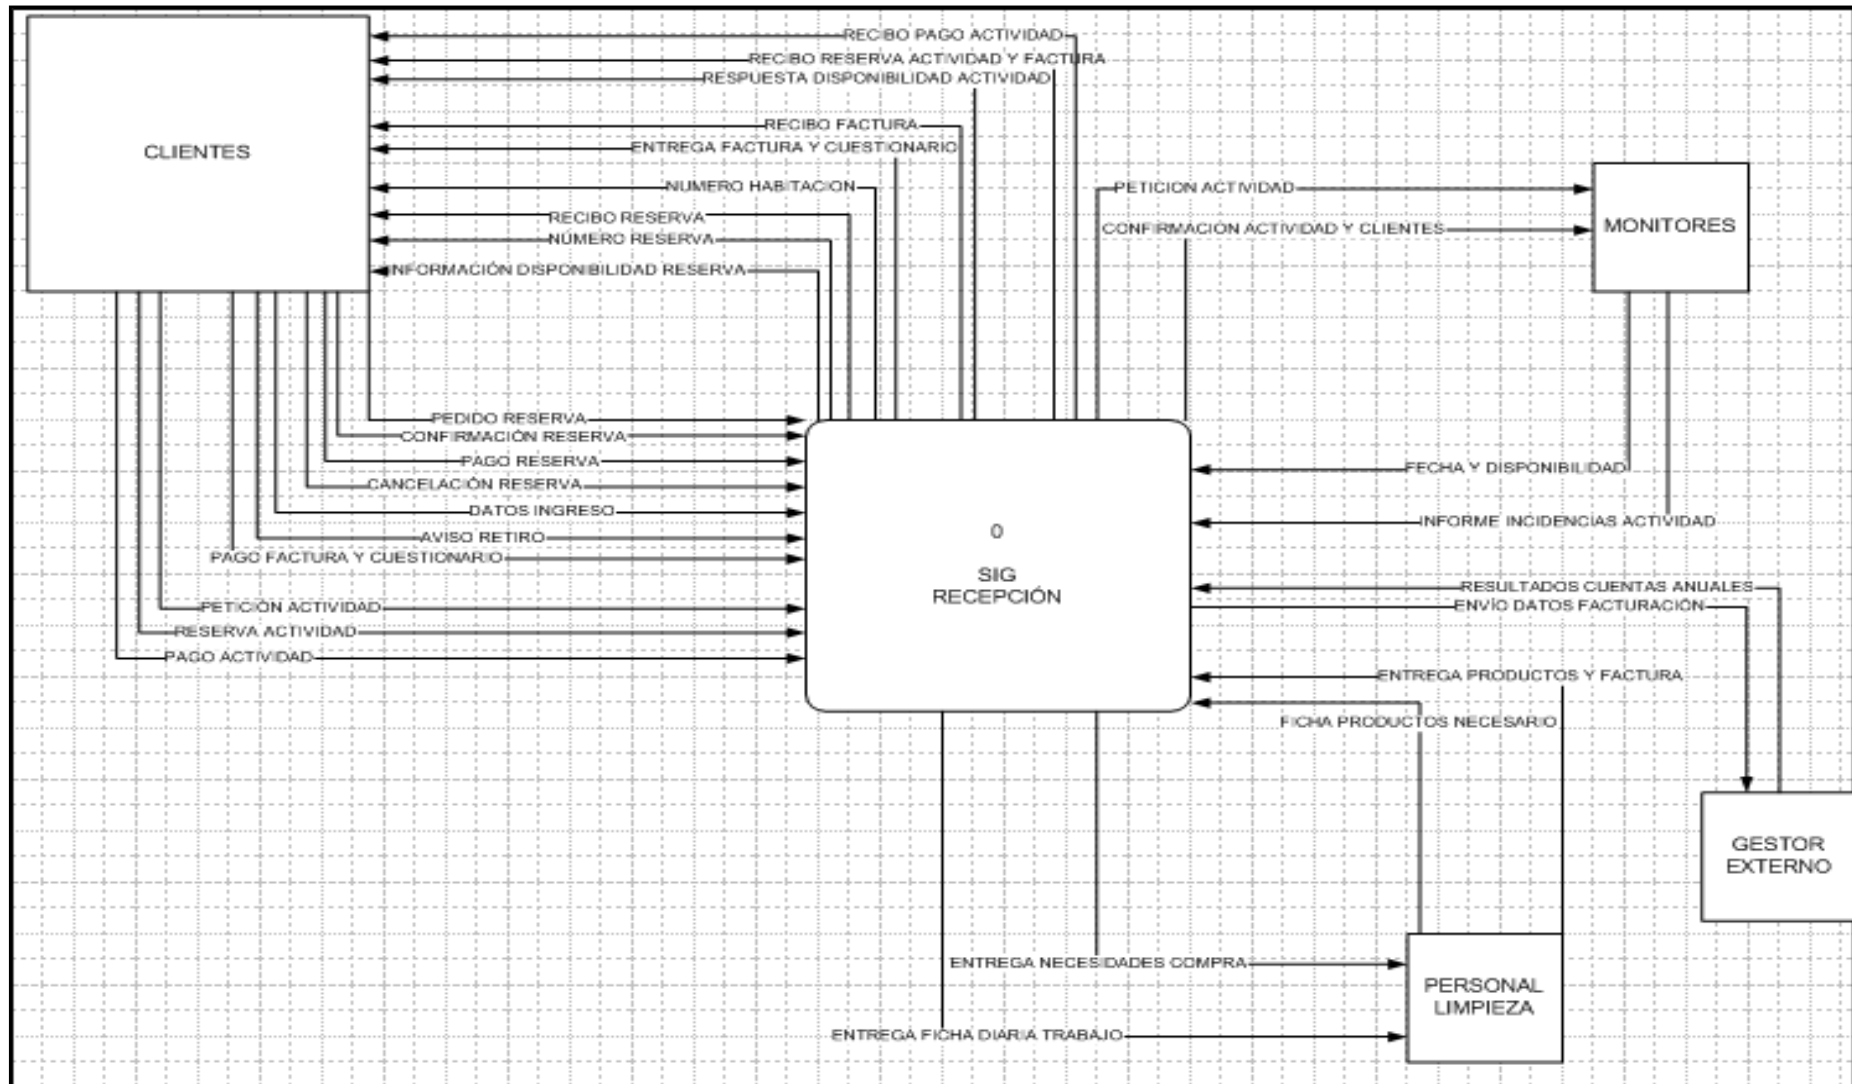 RECIBO PAGO ACTIVIDAD
RECIBO RESERVA ACTIVIDAD Y FACTURA
RESPUESTA DISPONIBILIDAD ACTIVIDAD
RECIBO FACTURA
CLIENTES
ENTREGA FACTURA Y CUESTIONARIO
NUMERO HABITACION
PETICION ACTIVIDAD
RECIBO RESERVA
MONITORES
CONFIRMACIÓN ACTIVIDAD Y CLIENTES
NÚMERO RESERVA
INFORMACIÓN DISPONIBILIDAD RESERVA
PEDIDO RESERVA
CONFIRMACIÓN RESERVA
PAGO RESERVA
FECHA Y DISPONIBILIDAD
CANCELACIÓN RESERVA
DATOS INGRESO
INFORME INCIDENCIAS ACTIVIDAD
0
AVISO RETIRO
PAGO FACTURA Y CUESTIONARIO
SIG
RECEPCIÓN
RESULTADOS CUENTAS ANUALES
PETICIÓN ACTIVIDAD
ENVÍO DATOS FACTURACIÓN
RESERVA ACTIVIDAD
PAGO ACTIVIDAD
ENTREGA PRODUCTOS Y FACTURA
FICHA PRODUCTOS NECESARIO
GESTOR
EXTERNO
ENTREGA NECESIDADES COMPRA
PERSONAL
LIMPIEZA
ENTREGA FICHA DIARIA TRABAJO